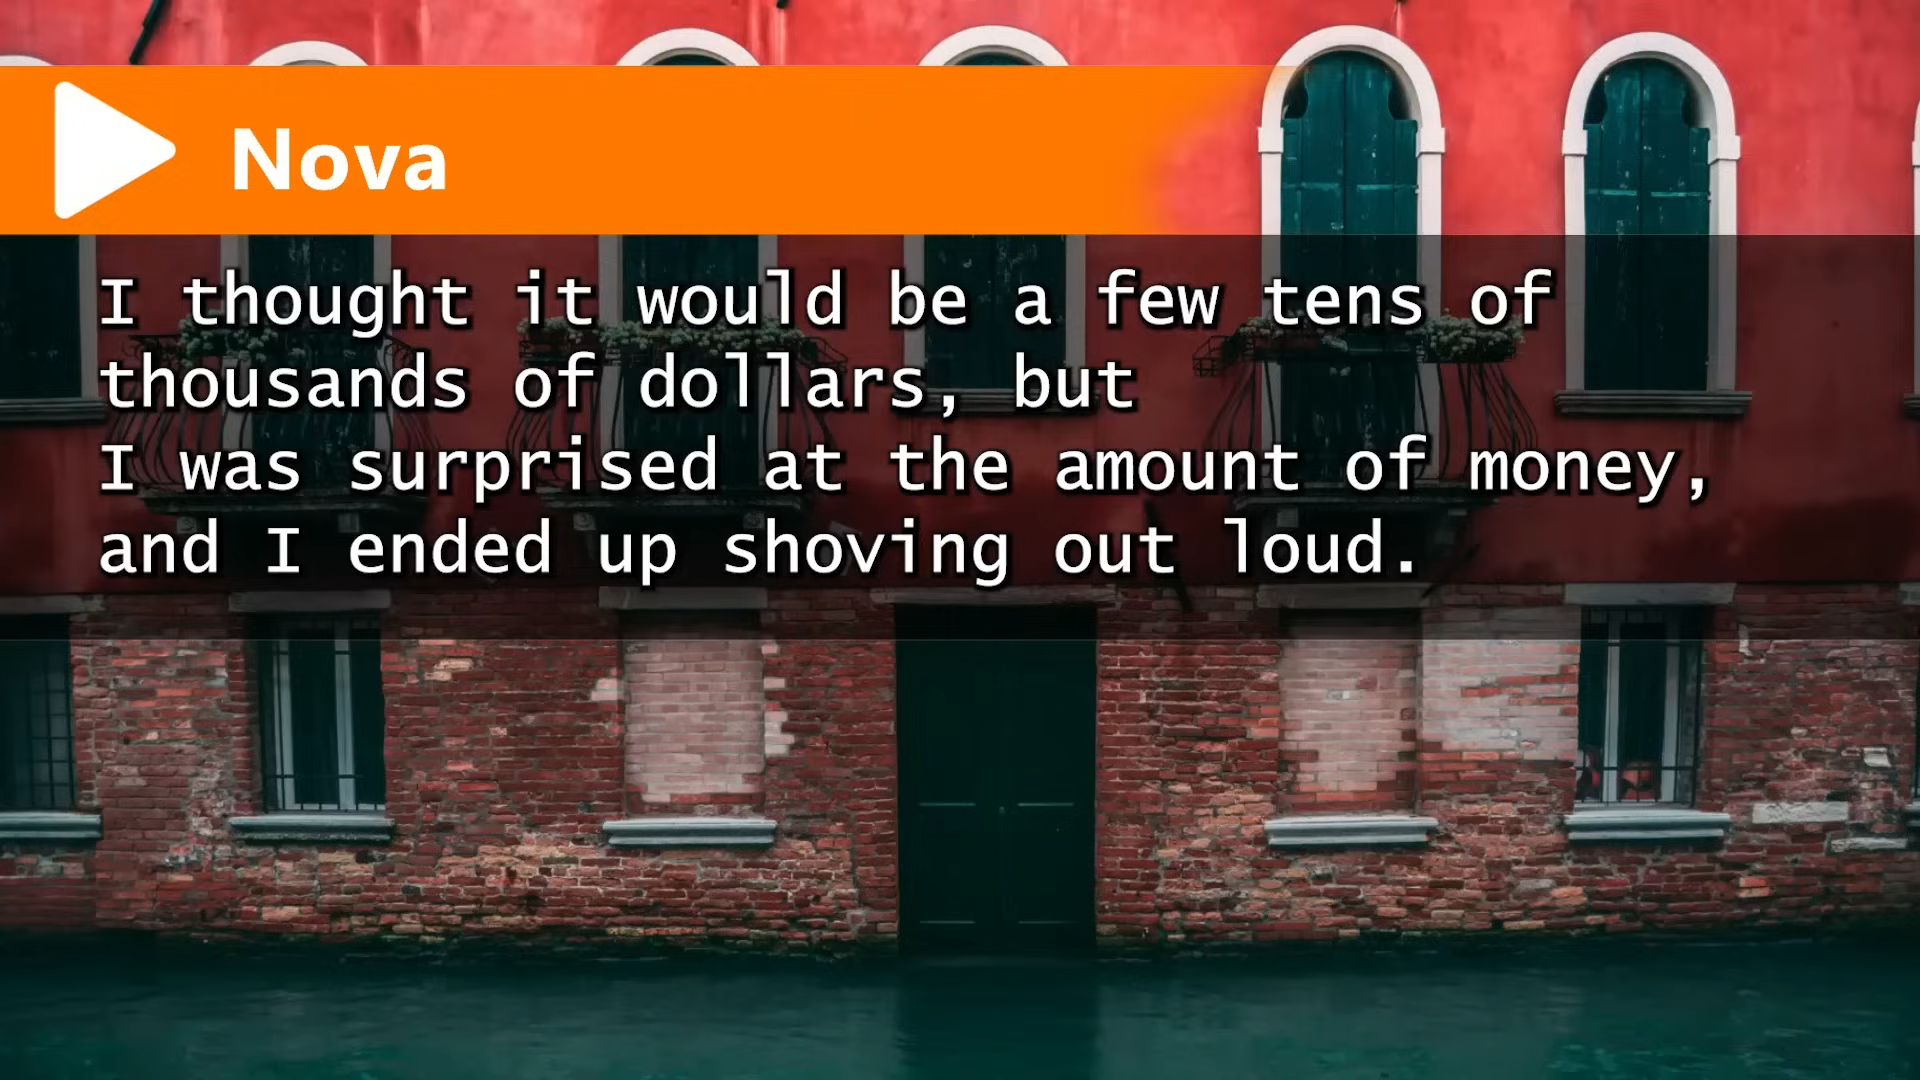 Nova
I thought it would be a few tens of
thousands of dollars, but
I was surprised at the amount of money,
and I ended up shoving out loud.